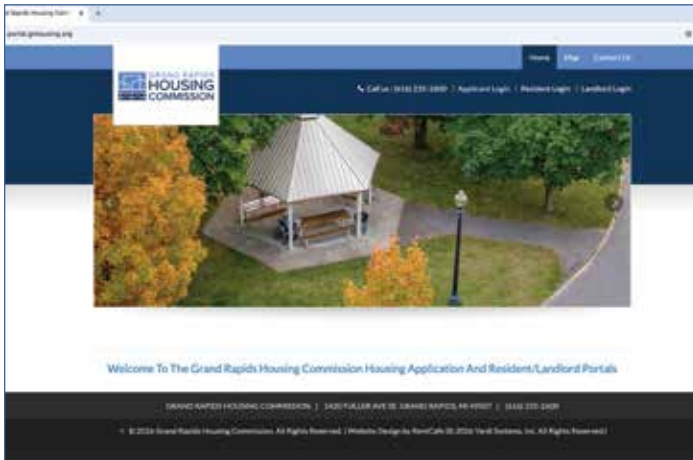 Rapids Housing Com
portal.grhousing.org
Home Map Contact Us
GRAND RAPIDS
HOUSING
COMMISSION
Call us : (616) 235-2600 | Applicant Login | Resident Login | Landlord Login
Welcome To The Grand Rapids Housing Commission Housing Application And Resident/Landlord Portals
GRAND RAPIDS HOUSING COMMISSION | 1420 FULLER AVE SE GRAND RAPIDS, MI 49507 | (616) 235-2600
© 2026 Grand Rapids Housing Commission. All Rights Reserved. | Website Design by RentCafe (© 2026 Yardi Systems, Inc. All Rights Reserved.)